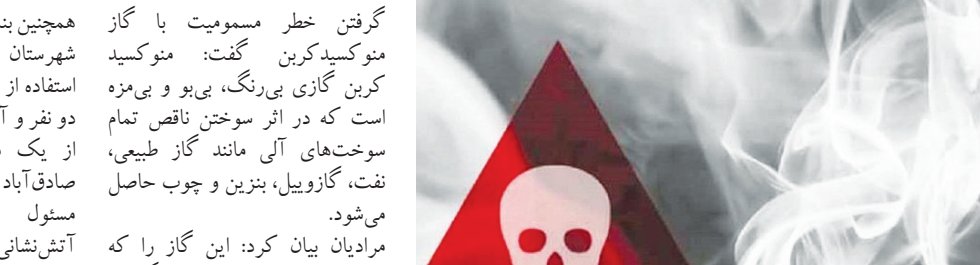 گرفتن خطر مسمومیت با گاز
منوکسیدکربن گفت: منوکسید
کربن گازی بی‌رنگ، بی‌بو و بی‌مزه
است که در اثر سوختن ناقص تمام
سوخت‌های آلی مانند گاز طبیعی،
نفت، گازوییل، بنزین و چوب حاصل
می‌شود.
مرادیان بیان کرد: این گاز را که
همچنین بن
شهرستان
استفاده از
دو نفر و آ
از یک
صادق‌آباد
مسئول
آتش‌نشانی